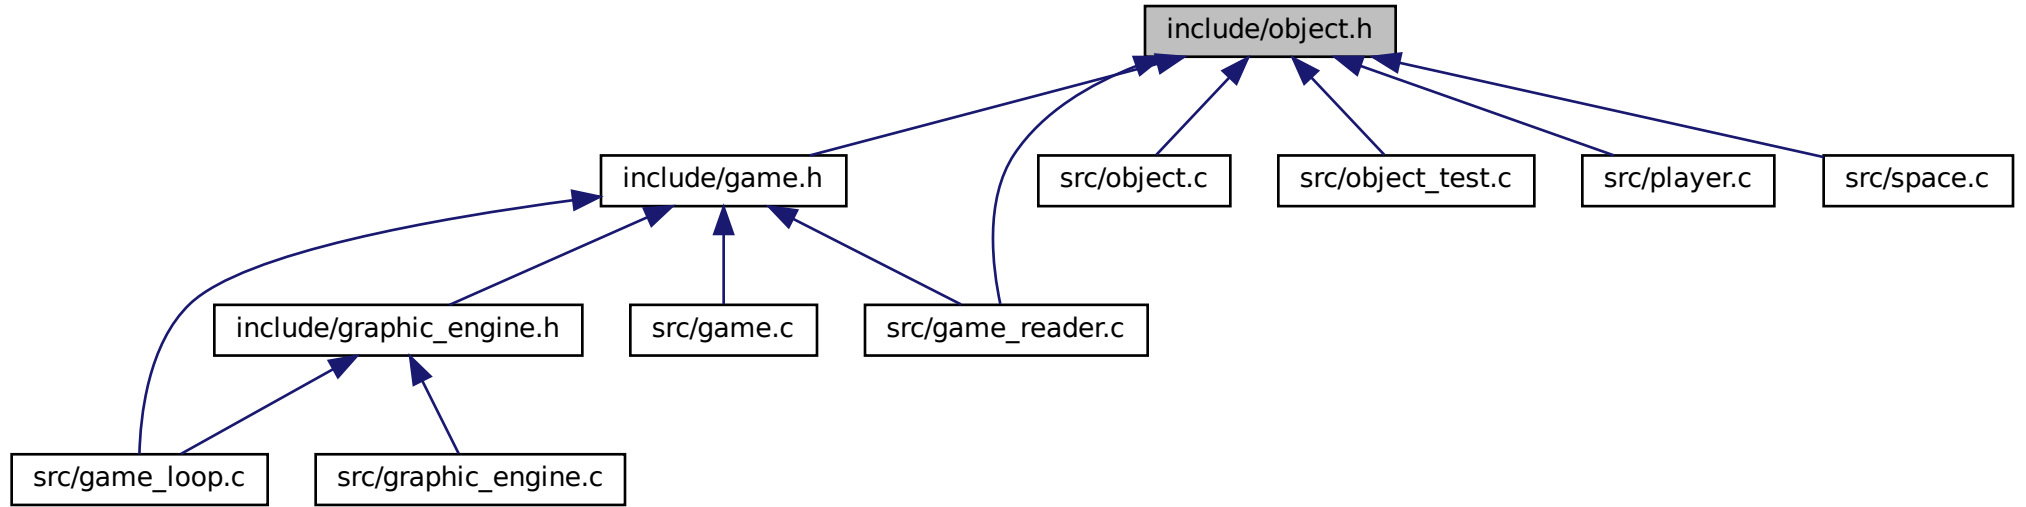 include/object.h
include/game.h
src/object.c
src/object_test.c
src/player.c
src/space.c
include/graphic_engine.h
src/game.c
src/game_reader.c
src/game_loop.c
src/graphic_engine.c